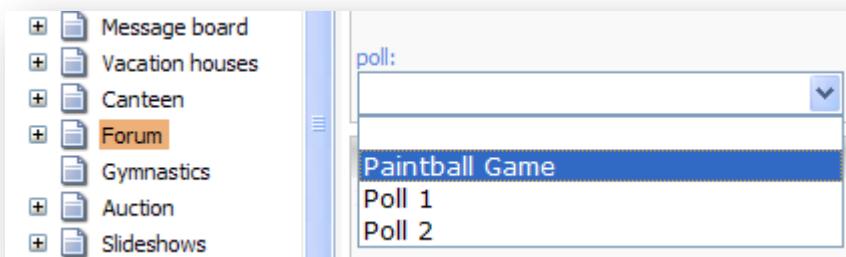 Message board
Vacation houses
Canteen
Forum
Gymnastics
Auction
Slideshows
poll:
Paintball Game
Poll 1
Poll 2